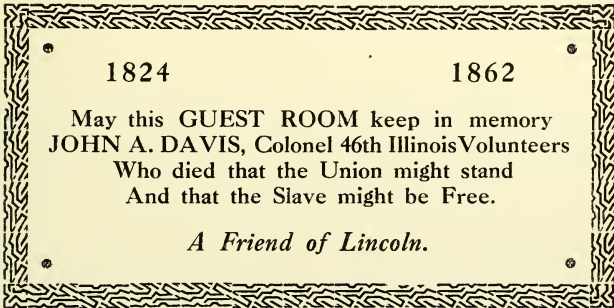 1824 1862
May this GUEST ROOM keep in memory
JOHN A. DAVIS, Colonel 46th Illinois Volunteers
Who died that the Union might stand
And that the Slave might be Free.
A Friend of Lincoln.